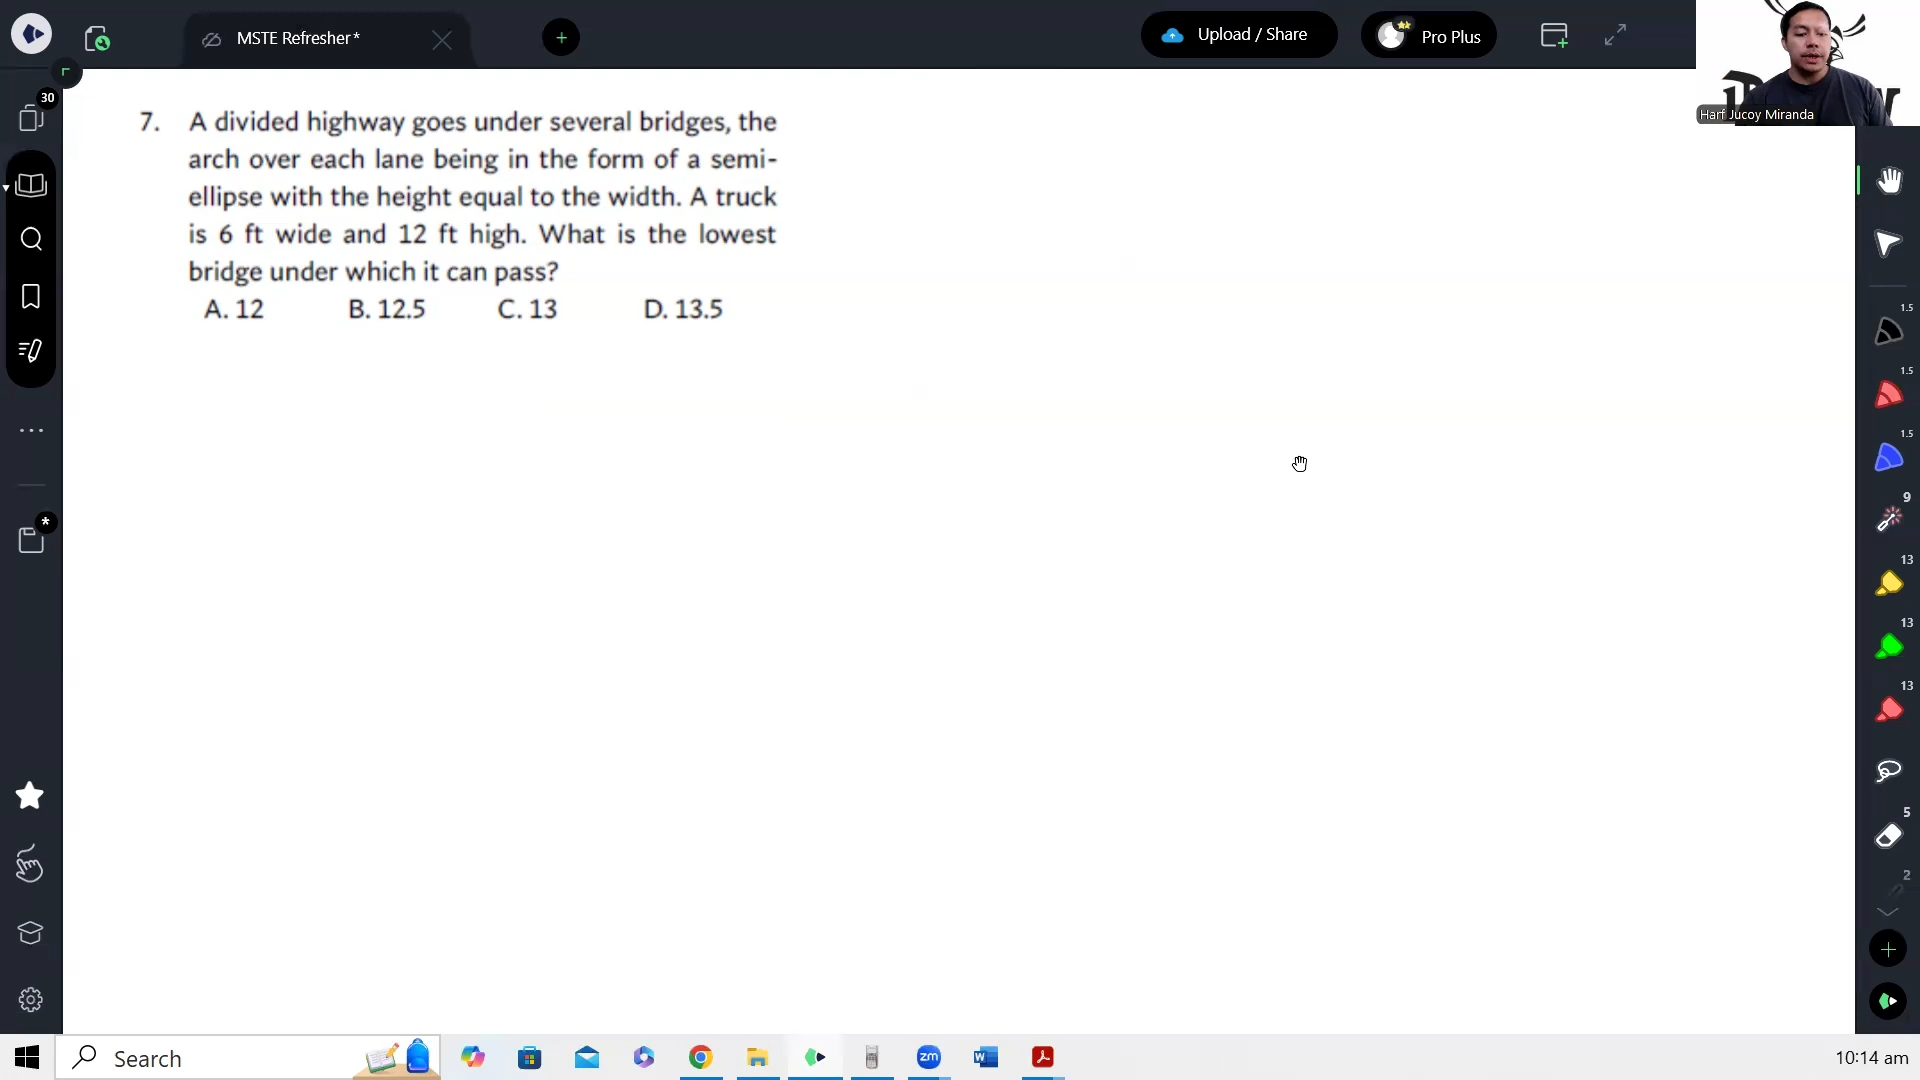 MSTE Refresher*
Upload / Share
Pro Plus
Harf Jucoy Miranda
30
7. A divided highway goes under several bridges, the
arch over each lane being in the form of a semi-
ellipse with the height equal to the width. A truck
is 6 ft wide and 12 ft high. What is the lowest
bridge under which it can pass?
A. 12 B. 12.5 C. 13 D. 13.5
1.5
1.5
1.5
9
13
13
13
5
2
Search
zm
W
10:14 am